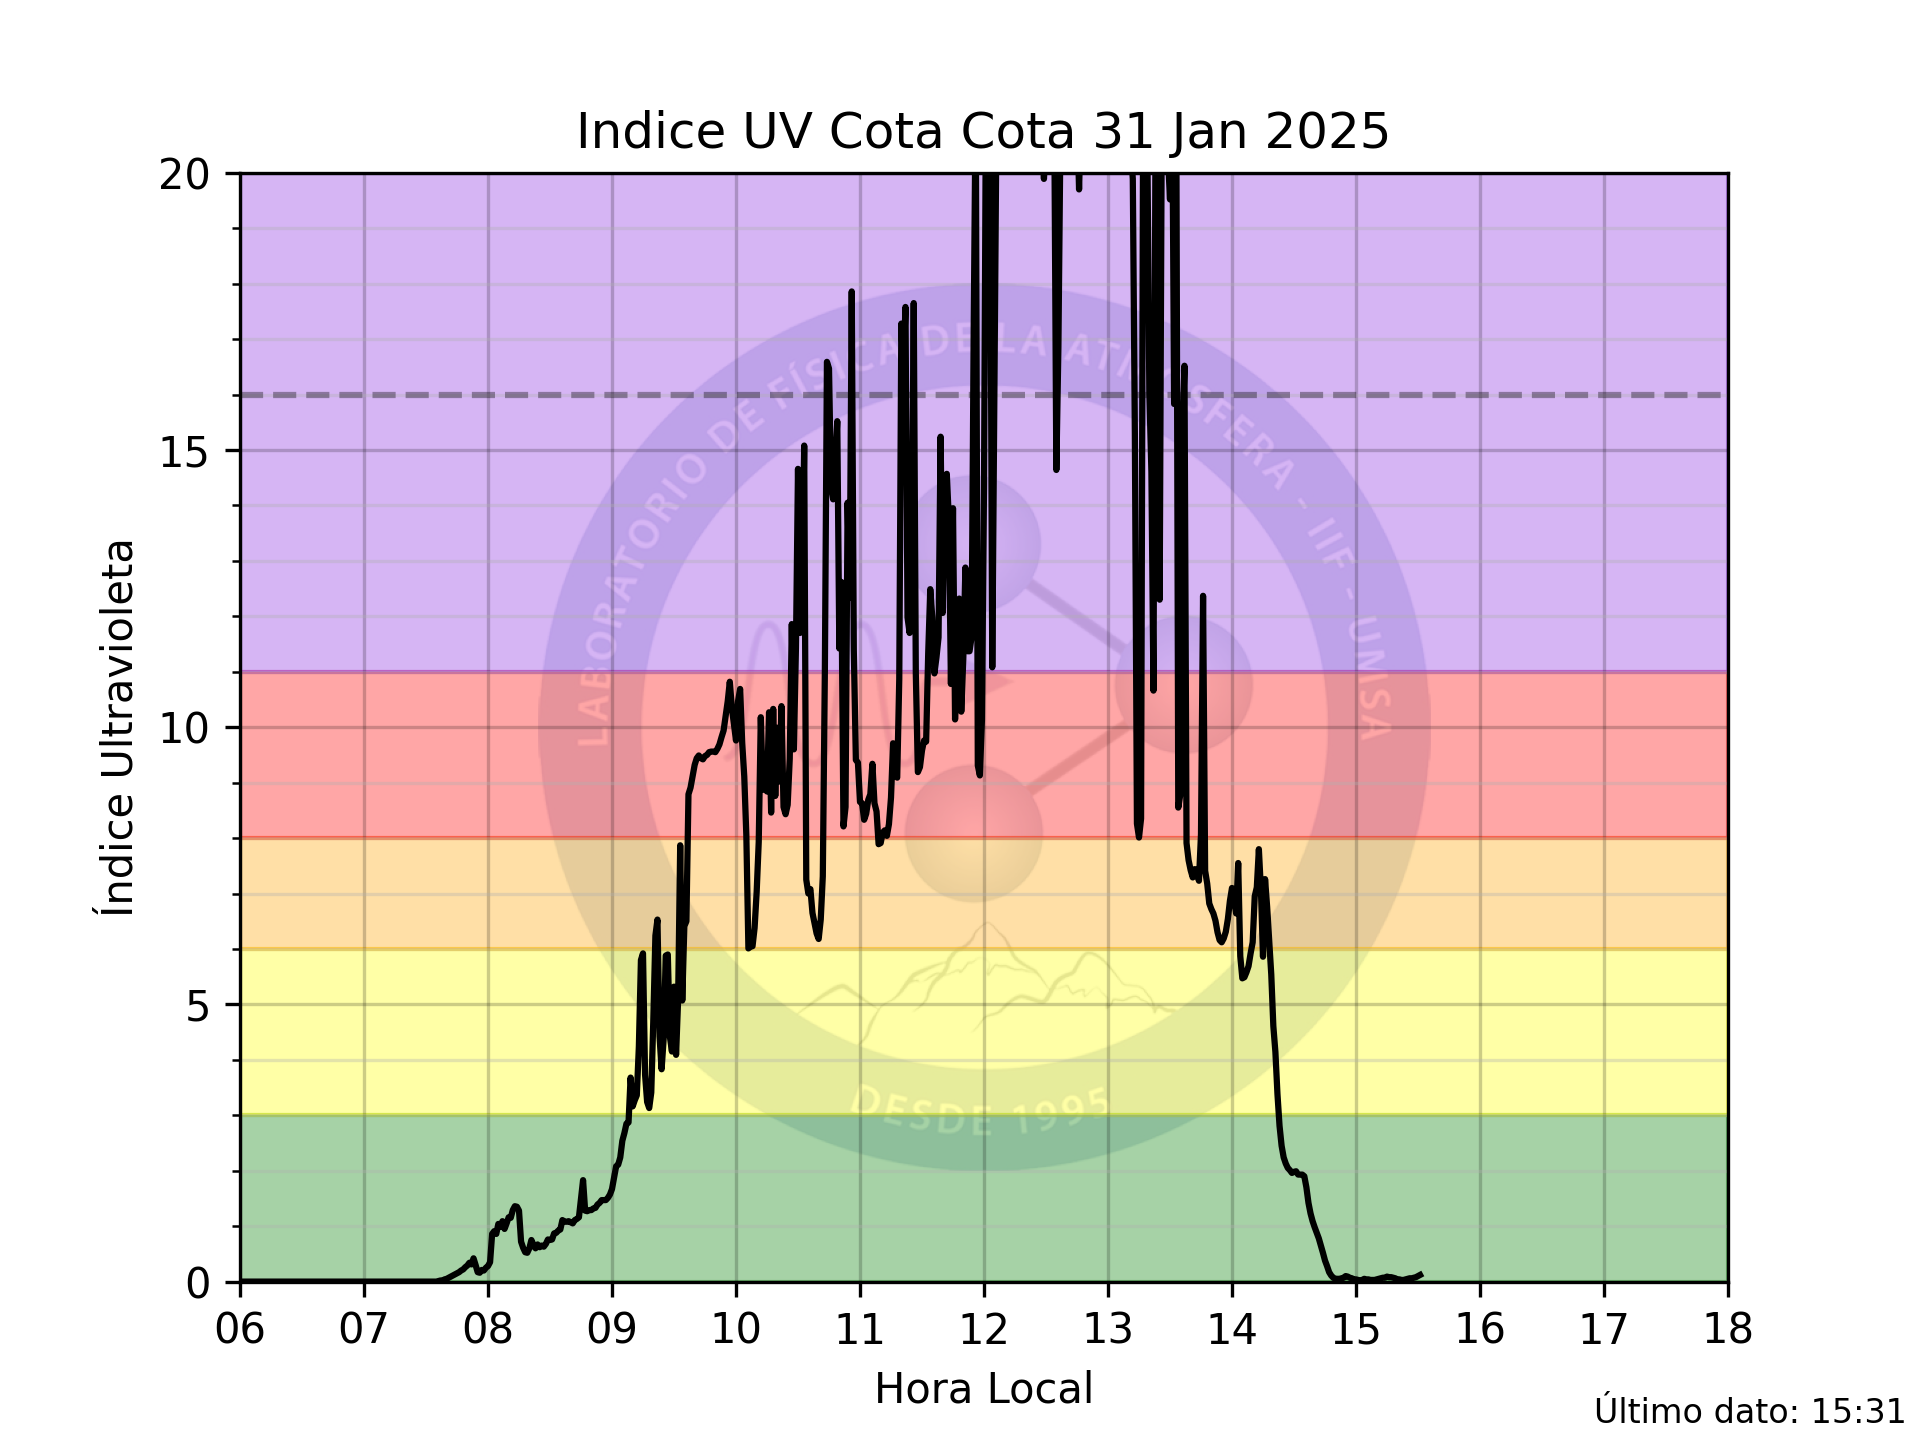 Indice UV Cota Cota 31 Jan 2025
20
15
10
5
0
Índice Ultravioleta
LABORATORIO DE FÍSICA DE LA ATMÓSFERA - IIF - UMSA
DESDE 1995
06 07 08 09 10 11 12 13 14 15 16 17 18
Hora Local
Último dato: 15:31